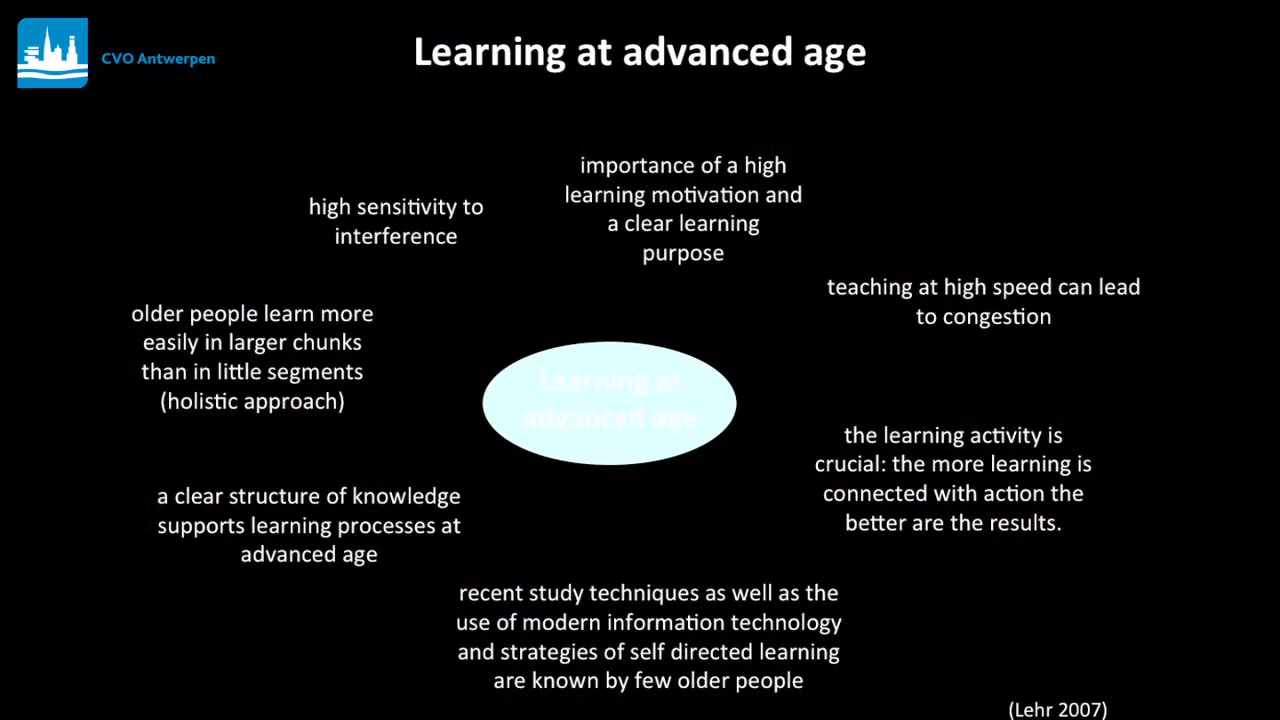 CVO Antwerpen
Learning at advanced age
importance of a high
learning motivation and
a clear learning
purpose
high sensitivity to
interference
teaching at high speed can lead
to congestion
older people learn more
easily in larger chunks
than in little segments
(holistic approach)
Learning at
advanced age
the learning activity is
crucial: the more learning is
connected with action the
better are the results.
a clear structure of knowledge
supports learning processes at
advanced age
recent study techniques as well as the
use of modern information technology
and strategies of self directed learning
are known by few older people
(Lehr 2007)